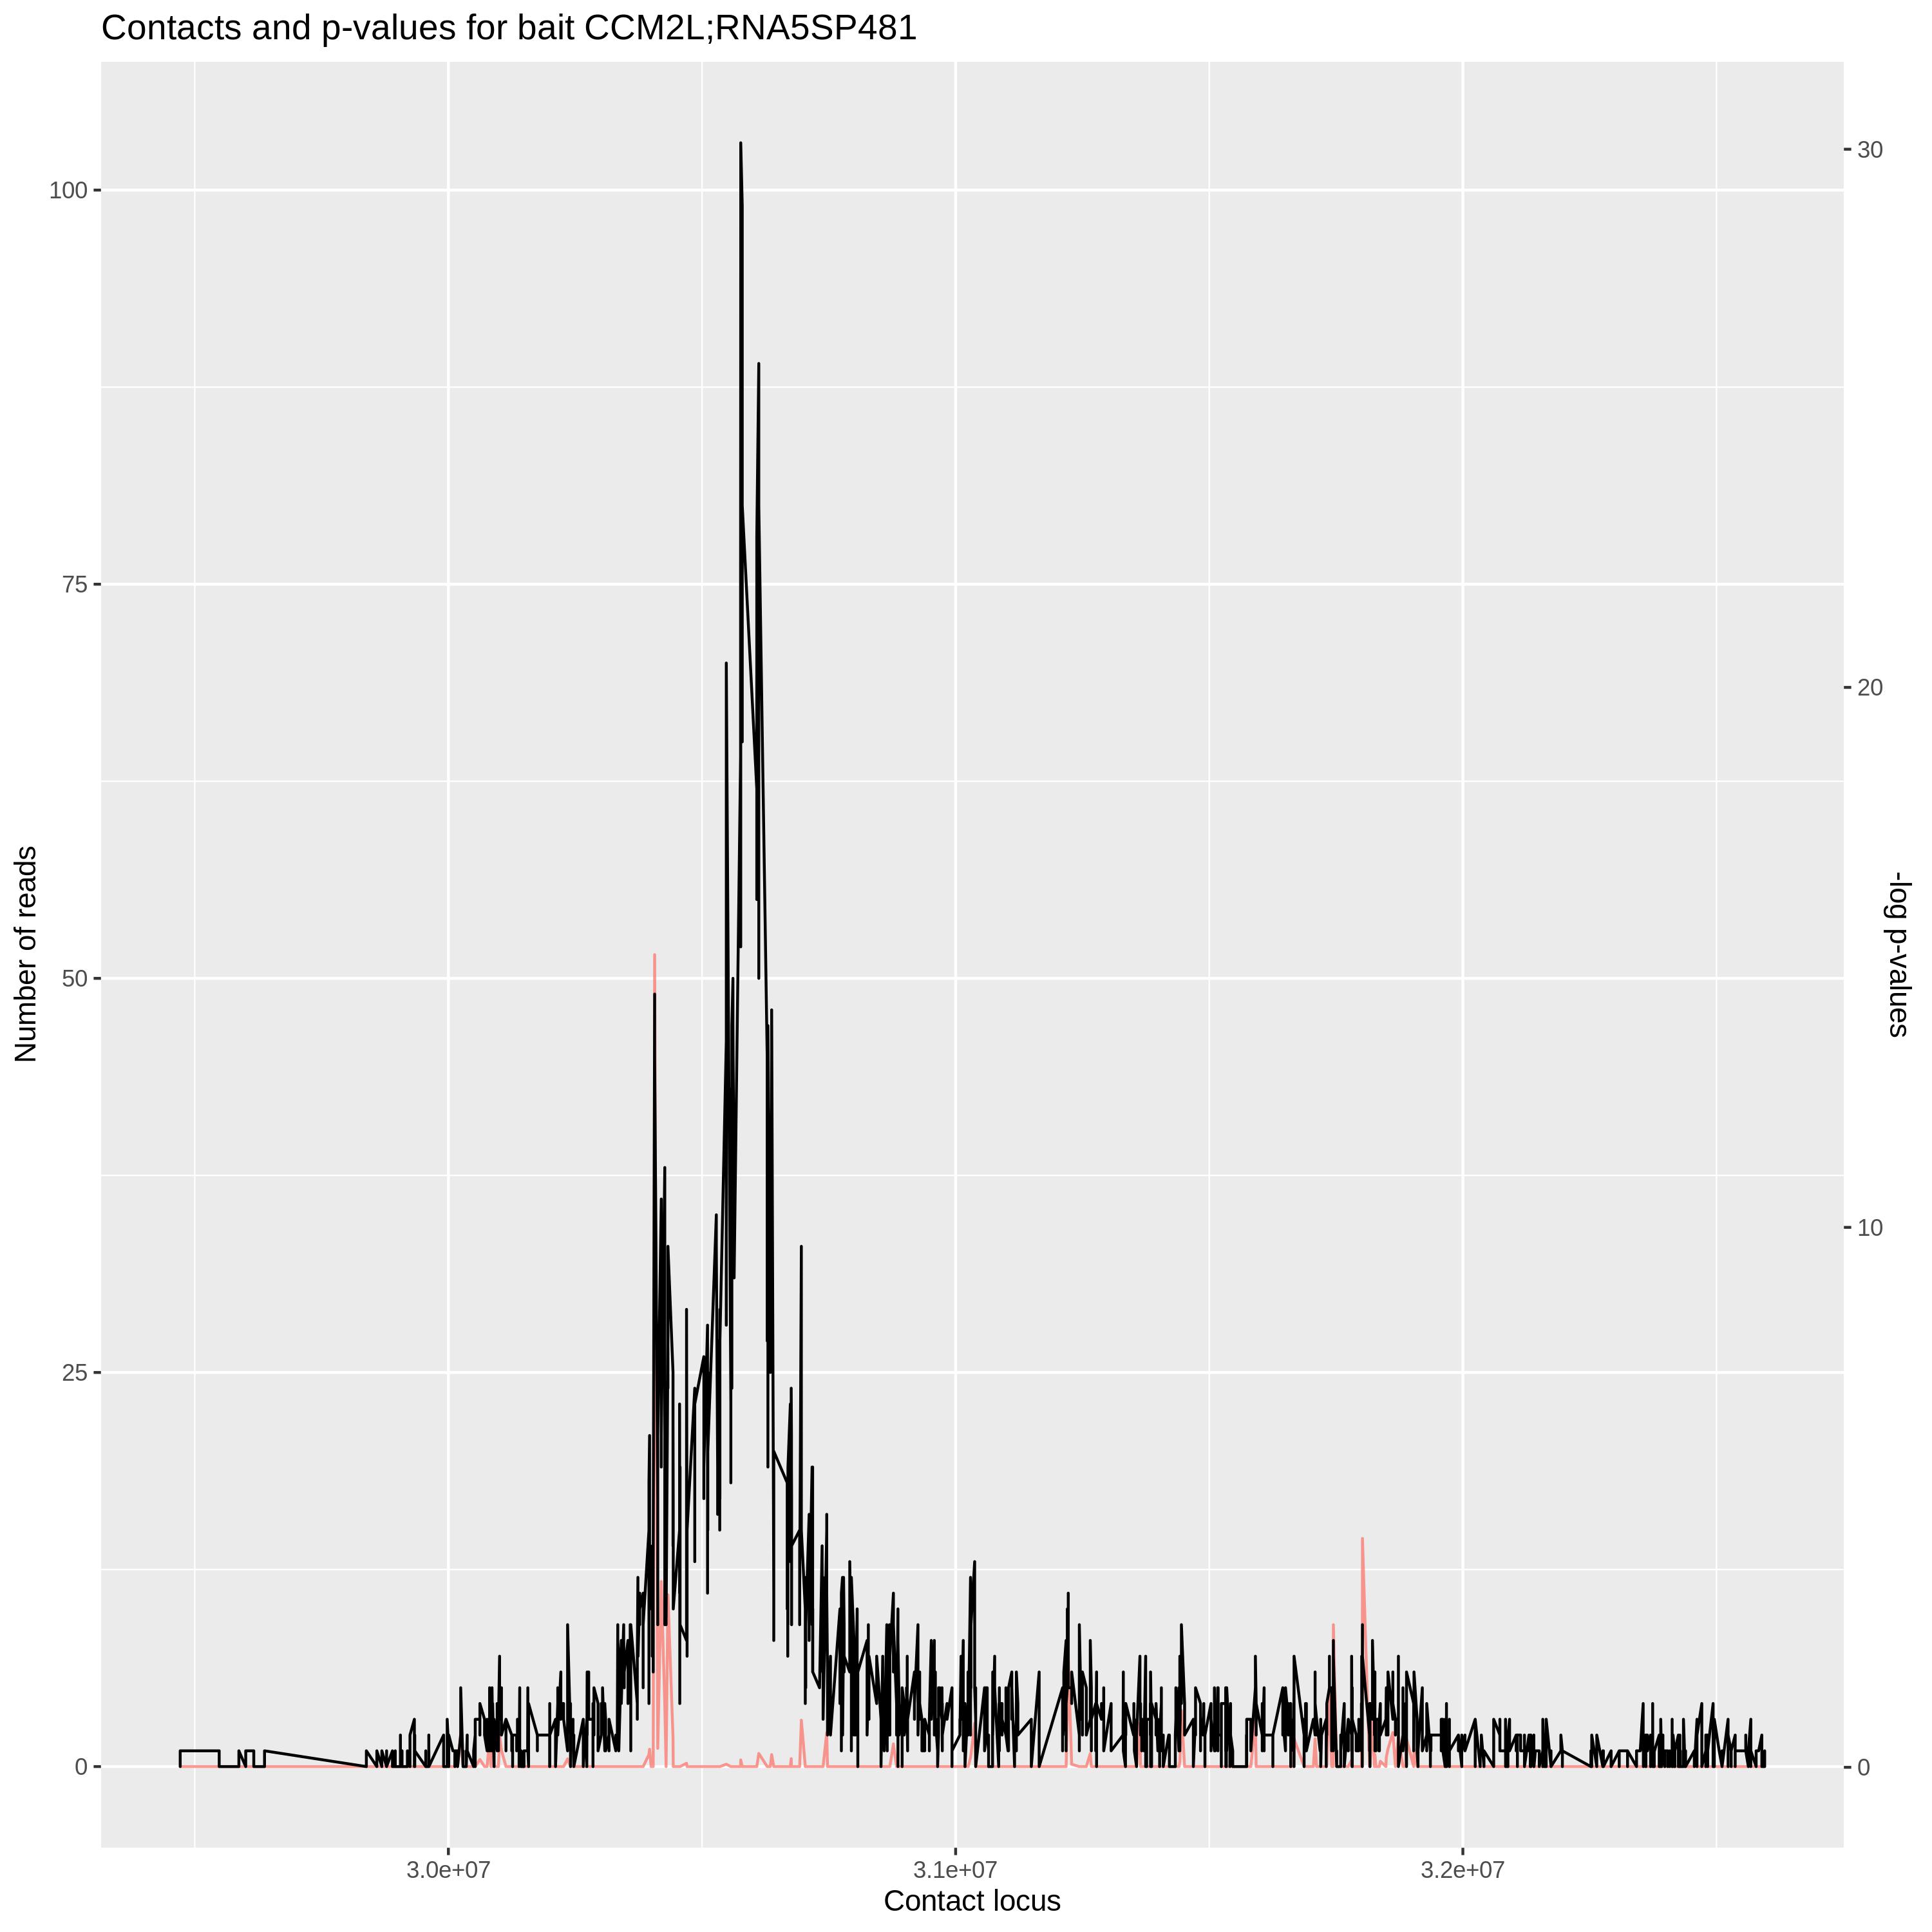 Contacts and p-values for bait CCM2L;RNA5SP481
100
75
50
25
0
Number of reads
30
20
10
0
-log p-values
3.0e+07 3.1e+07 3.2e+07
Contact locus